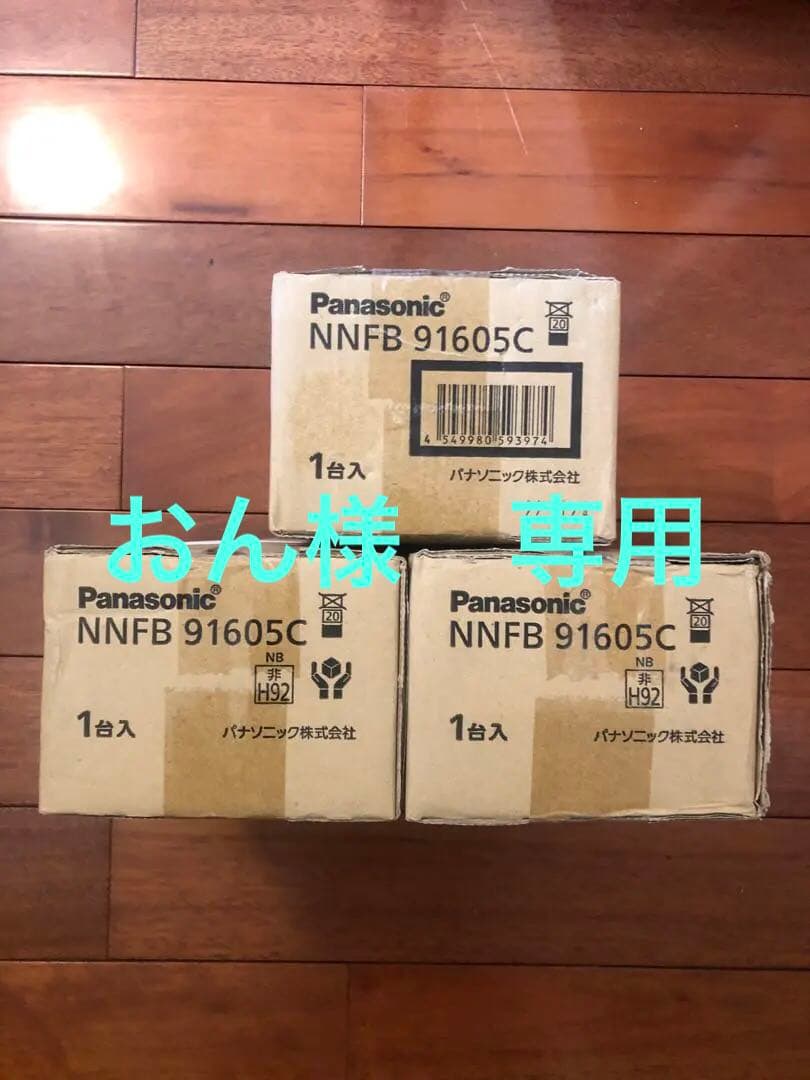 Panasonic®
NNFB 91605C
20
4 549980 593974
1台入
パナソニック株式会社
おん様 専用
Panasonic®
NNFB 91605C
20
NB
非
H92
1台入
パナソニック株式会社
Panasonic®
NNFB 91605C
20
NB
非
H92
1台入
パナソニック株式会社